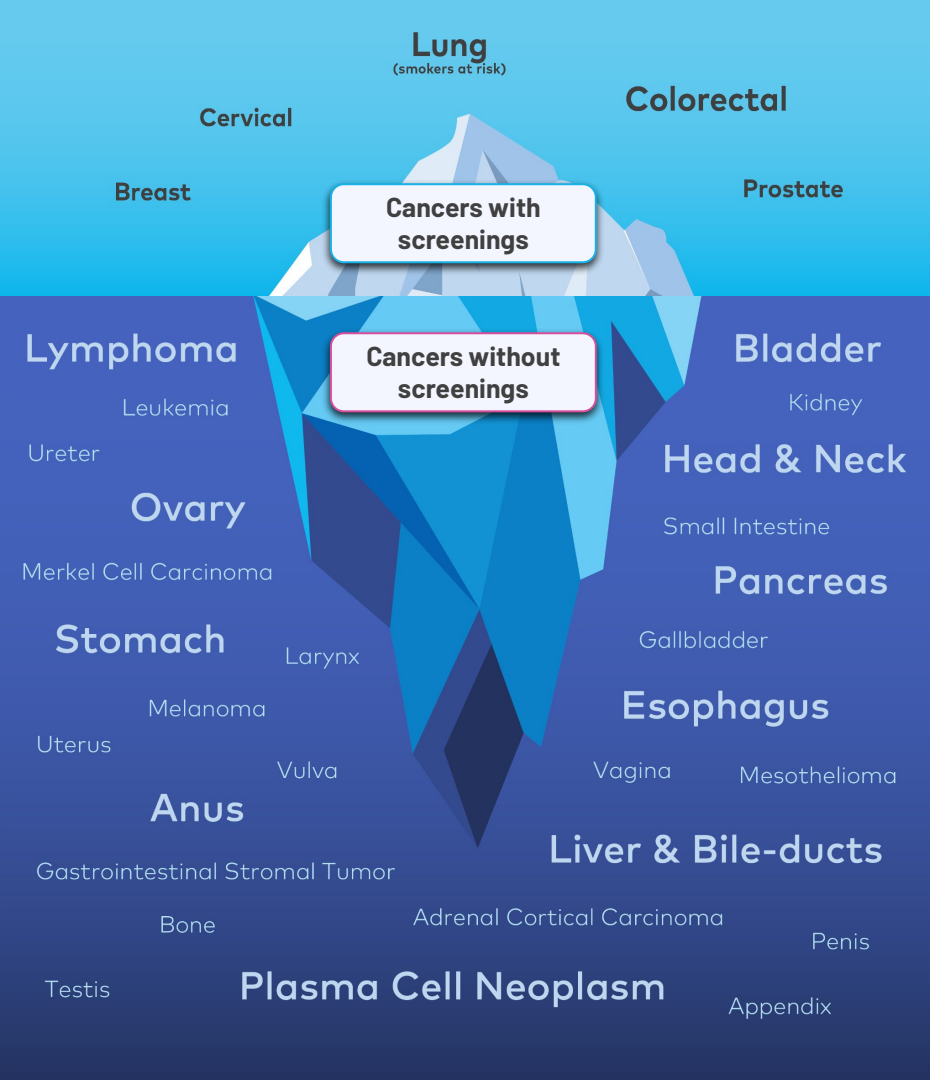 Lung
(smokers at risk)
Colorectal
Cervical
Breast
Prostate
Cancers with
screenings
Cancers without
screenings
Lymphoma
Bladder
Leukemia
Kidney
Ureter
Head & Neck
Ovary
Small Intestine
Merkel Cell Carcinoma
Pancreas
Stomach
Gallbladder
Larynx
Melanoma
Esophagus
Uterus
Vulva
Vagina
Mesothelioma
Anus
Liver & Bile-ducts
Gastrointestinal Stromal Tumor
Bone
Adrenal Cortical Carcinoma
Penis
Testis
Plasma Cell Neoplasm
Appendix